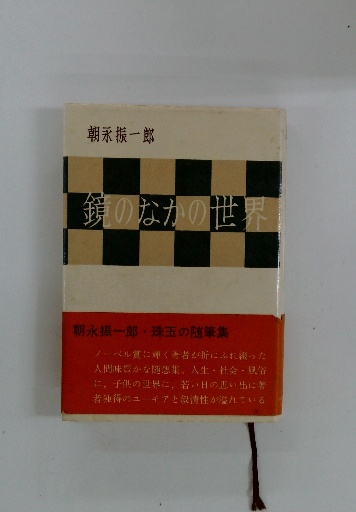 朝永振一郎
鏡のなかの世界
朝永振一郎・珠玉の随筆集
ノーベル賞に輝く著者が折にふれ綴った
人間味豊かな随想集。人生・社会・風俗
に、子供の世界に、若い日の思い出に著
者独得のユーモアと叙情性が溢れている